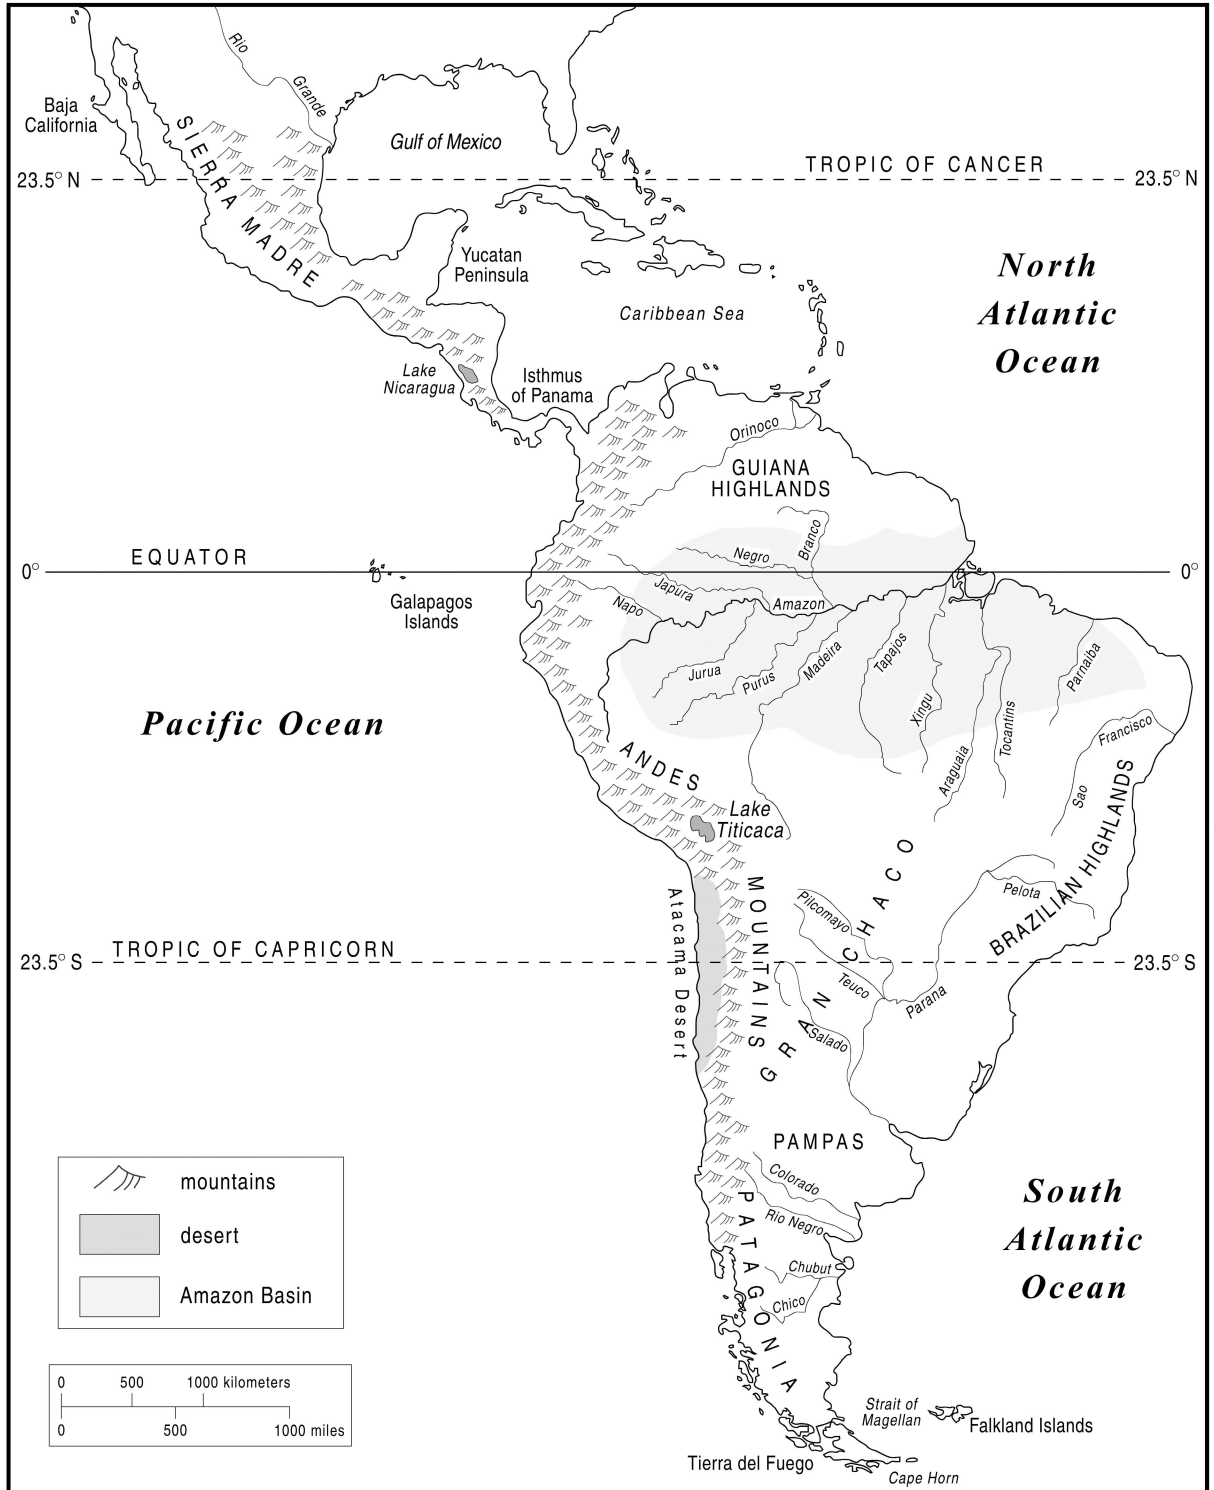 Rio
Grande
Baja
California
Gulf of Mexico
TROPIC OF CANCER
23.5° N
23.5° N
SIERRA MADRE
Yucatan
Peninsula
North
Atlantic
Ocean
Caribbean Sea
Lake
Nicaragua
Isthmus
of Panama
Orinoco
GUIANA
HIGHLANDS
Branco
EQUATOR
Negro
0°
0°
Galapagos
Islands
Japura
Napo
Amazon
Jurua
Purus
Madeira
Tapajos
Xingu
Araguaia
Tocantins
Parnaiba
Sao
Francisco
Pacific Ocean
ANDES
MOUNTAINS
Lake
Titicaca
BRAZILIAN HIGHLANDS
Pelota
GRAN CHACO
Pilcomayo
Atacama Desert
TROPIC OF CAPRICORN
23.5° S
23.5° S
Teuco
Parana
Salado
PAMPAS
Colorado
Rio Negro
PATAGONIA
Chubut
Chico
South
Atlantic
Ocean
mountains
desert
Amazon Basin
0 500 1000 kilometers
0 500 1000 miles
Strait of
Magellan
Falkland Islands
Tierra del Fuego
Cape Horn